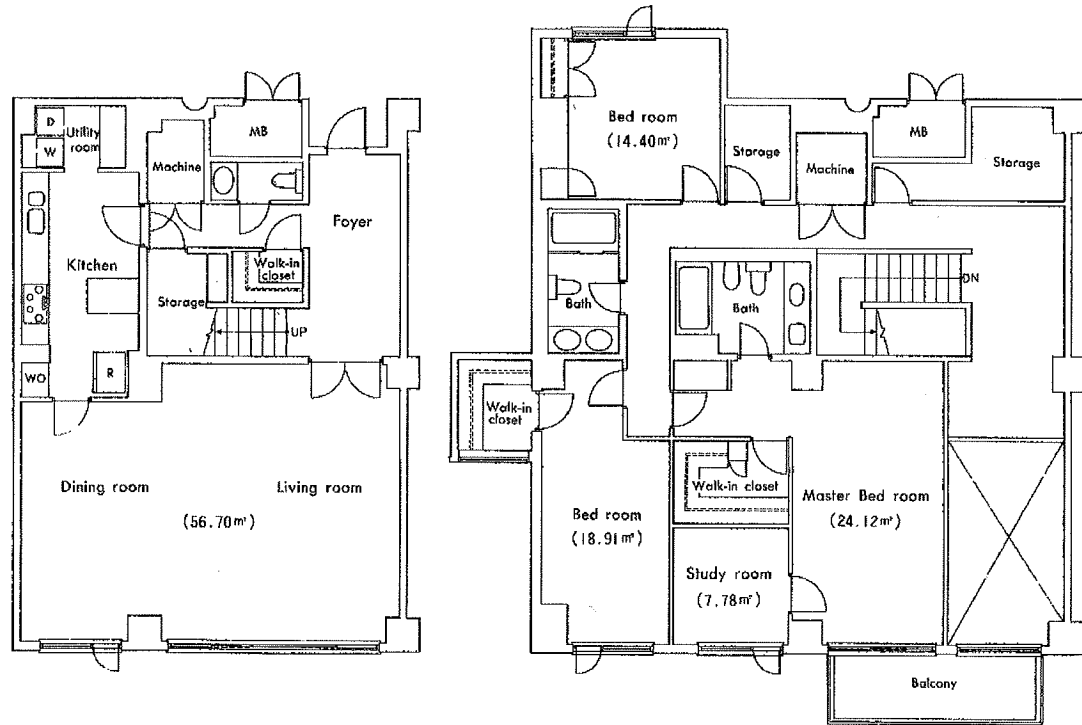 D
W
Utility
room
MB
Machine
Foyer
Kitchen
Walk-in
closet
Storage
UP
WO
R
Dining room
Living room
(56.70㎡)
Bed room
(14.40㎡)
Storage
MB
Machine
Storage
Bath
Bath
DN
Walk-in
closet
Walk-in closet
Master Bed room
(24.12㎡)
Bed room
(18.91㎡)
Study room
(7.78㎡)
Balcony